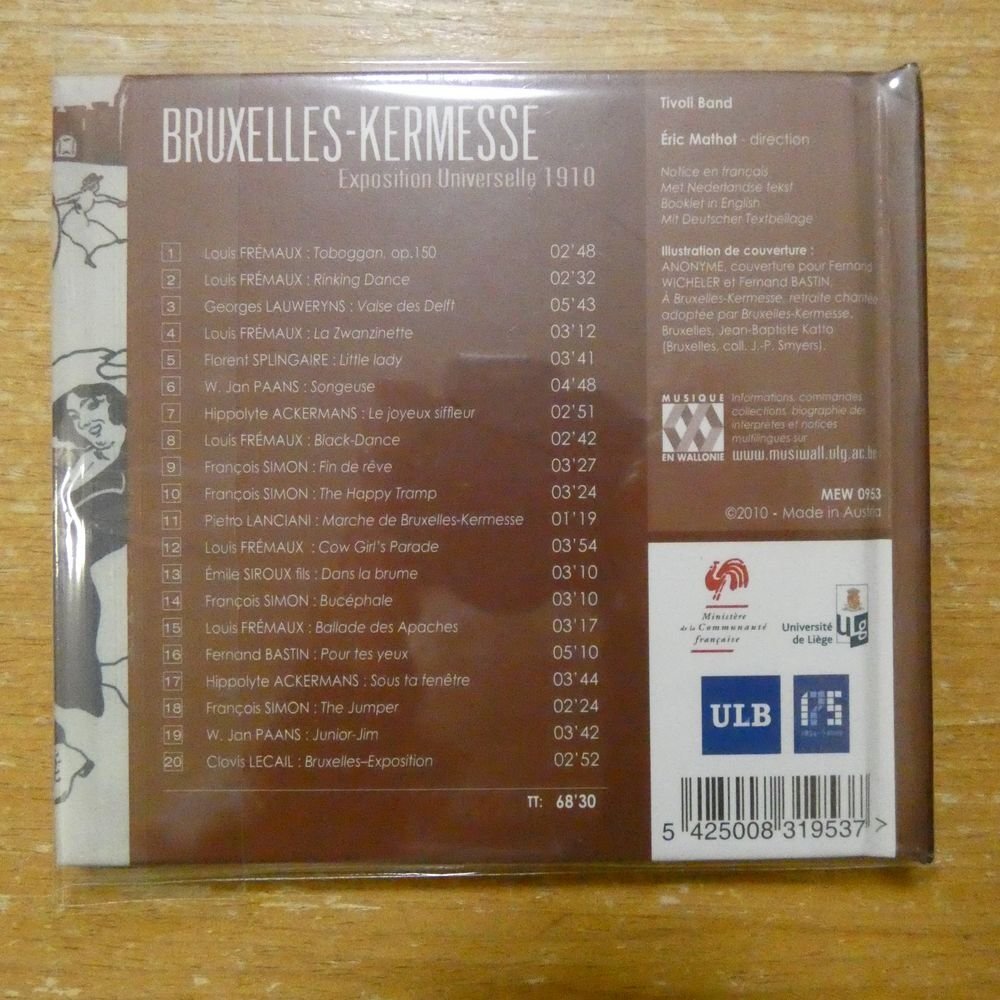 BRUXELLES-KERMESSE
Exposition Universelle 1910
1 Louis FRÉMAUX : Toboggan, op.150 02'48
2 Louis FRÉMAUX : Rinking Dance 02'32
3 Georges LAUWERYNS : Valse des Delft 05'43
4 Louis FRÉMAUX : La Zwanzinette 03'12
5 Florent SPLINGAIRE : Little lady 03'41
6 W. Jan PAANS : Songeuse 04'48
7 Hippolyte ACKERMANS : Le joyeux siffleur 02'51
8 Louis FRÉMAUX : Black-Dance 02'42
9 François SIMON : Fin de rêve 03'27
10 François SIMON : The Happy Tramp 03'24
11 Pietro LANCIANI : Marche de Bruxelles-Kermesse 01'19
12 Louis FRÉMAUX : Cow Girl's Parade 03'54
13 Émile SIROUX fils : Dans la brume 03'10
14 François SIMON : Bucéphale 03'10
15 Louis FRÉMAUX : Ballade des Apaches 03'17
16 Fernand BASTIN : Pour tes yeux 05'10
17 Hippolyte ACKERMANS : Sous ta fenêtre 03'44
18 François SIMON : The Jumper 02'24
19 W. Jan PAANS : Junior-Jim 03'42
20 Clovis LECAIL : Bruxelles–Exposition 02'52
TT: 68'30
Tivoli Band
Éric Mathot - direction
Notice en français
Met Nederlandse tekst
Booklet in English
Mit Deutscher Textbeilage
Illustration de couverture :
ANONYME, couverture pour Fernand
WICHELER et Fernand BASTIN,
À Bruxelles-Kermesse, retraite chantée
adoptée par Bruxelles-Kermesse,
Bruxelles, Jean-Baptiste Katto
(Bruxelles, coll. J.-P. Smyers).
MUSIQUE
EN WALLONIE
Informations, commandes
collections, biographie des
interprètes et notices
multilingues sur
www.musiwall.ulg.ac.be
MEW 0953
©2010 - Made in Austria
Ministère
de la Communauté
française
Université
de Liège
ULg
ULB
175
5 425008 319537 >